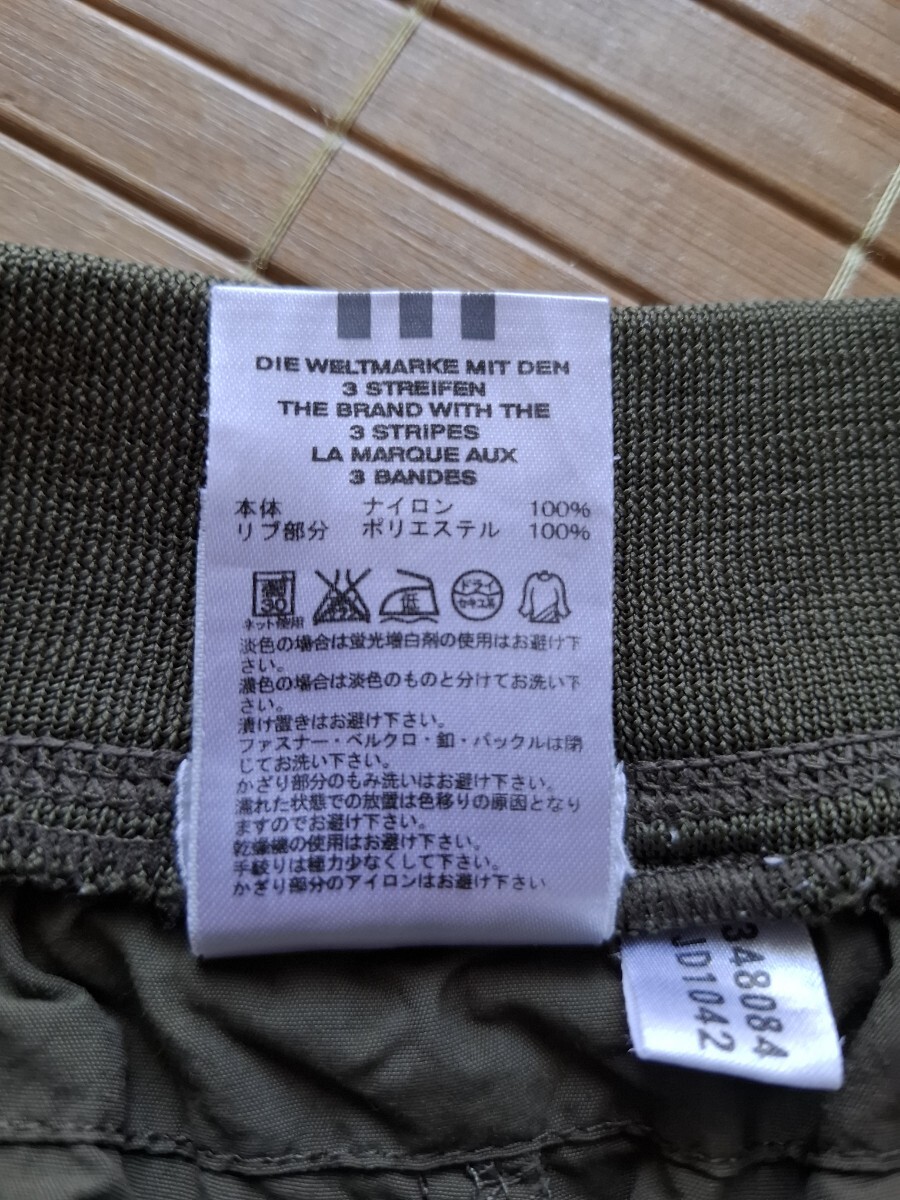 DIE WELTMARKE MIT DEN
3 STREIFEN
THE BRAND WITH THE
3 STRIPES
LA MARQUE AUX
3 BANDES
本体 ナイロン 100%
リブ部分 ポリエステル 100%
30
ネット使用
低
ドライ
セキユ系
淡色の場合は蛍光増白剤の使用はお避け下
さい。
濃色の場合は淡色のものと分けてお洗い下
さい。
漬け置きはお避け下さい。
ファスナー・ベルクロ・釦・バックルは閉
じてお洗い下さい。
かざり部分のもみ洗いはお避け下さい。
濡れた状態での放置は色移りの原因となり
ますのでお避け下さい。
乾燥機の使用はお避け下さい。
手絞りは極力少なくして下さい。
かざり部分のアイロンはお避け下さい
348084
JD1042